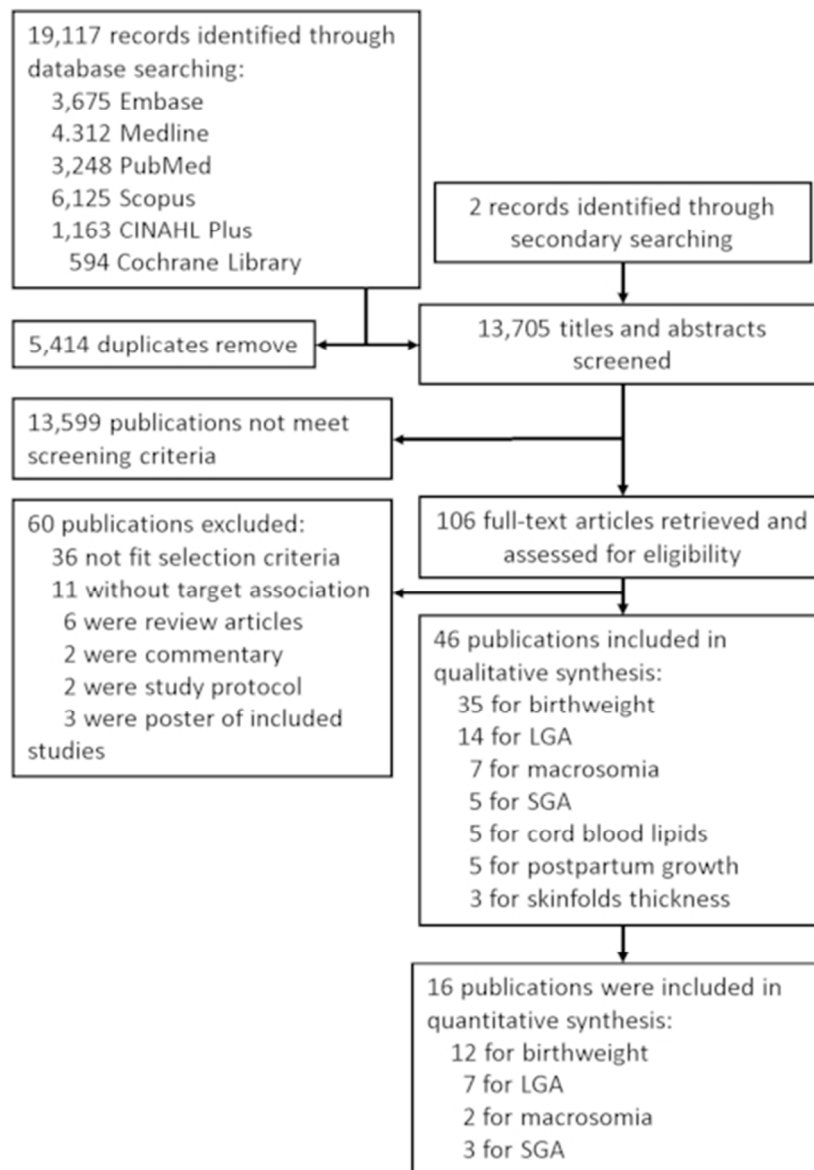 19,117 records identified through
database searching:
3,675 Embase
4.312 Medline
3,248 PubMed
6,125 Scopus
1,163 CINAHL Plus
594 Cochrane Library
2 records identified through
secondary searching
5,414 duplicates remove
13,705 titles and abstracts
screened
13,599 publications not meet
screening criteria
106 full-text articles retrieved and
assessed for eligibility
60 publications excluded:
36 not fit selection criteria
11 without target association
6 were review articles
2 were commentary
2 were study protocol
3 were poster of included
studies
46 publications included in
qualitative synthesis:
35 for birthweight
14 for LGA
7 for macrosomia
5 for SGA
5 for cord blood lipids
5 for postpartum growth
3 for skinfolds thickness
16 publications were included in
quantitative synthesis:
12 for birthweight
7 for LGA
2 for macrosomia
3 for SGA